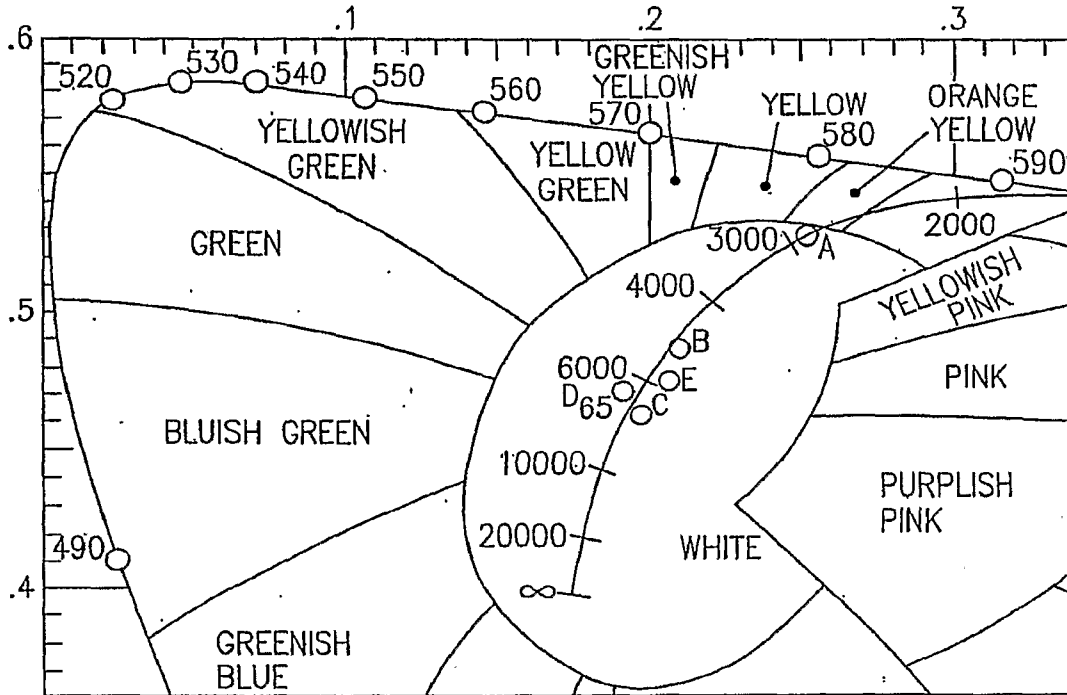 .1
.2
.3
.6
GREENISH
YELLOW
YELLOW
ORANGE
YELLOW
520
530
540
550
560
570
580
590
YELLOWISH
GREEN
YELLOW
GREEN
GREEN
3000
A
2000
4000
YELLOWISH
PINK
.5
B
6000
E
D65
C
PINK
BLUISH GREEN
10000
PURPLISH
PINK
20000
WHITE
490
.4
∞
GREENISH
BLUE